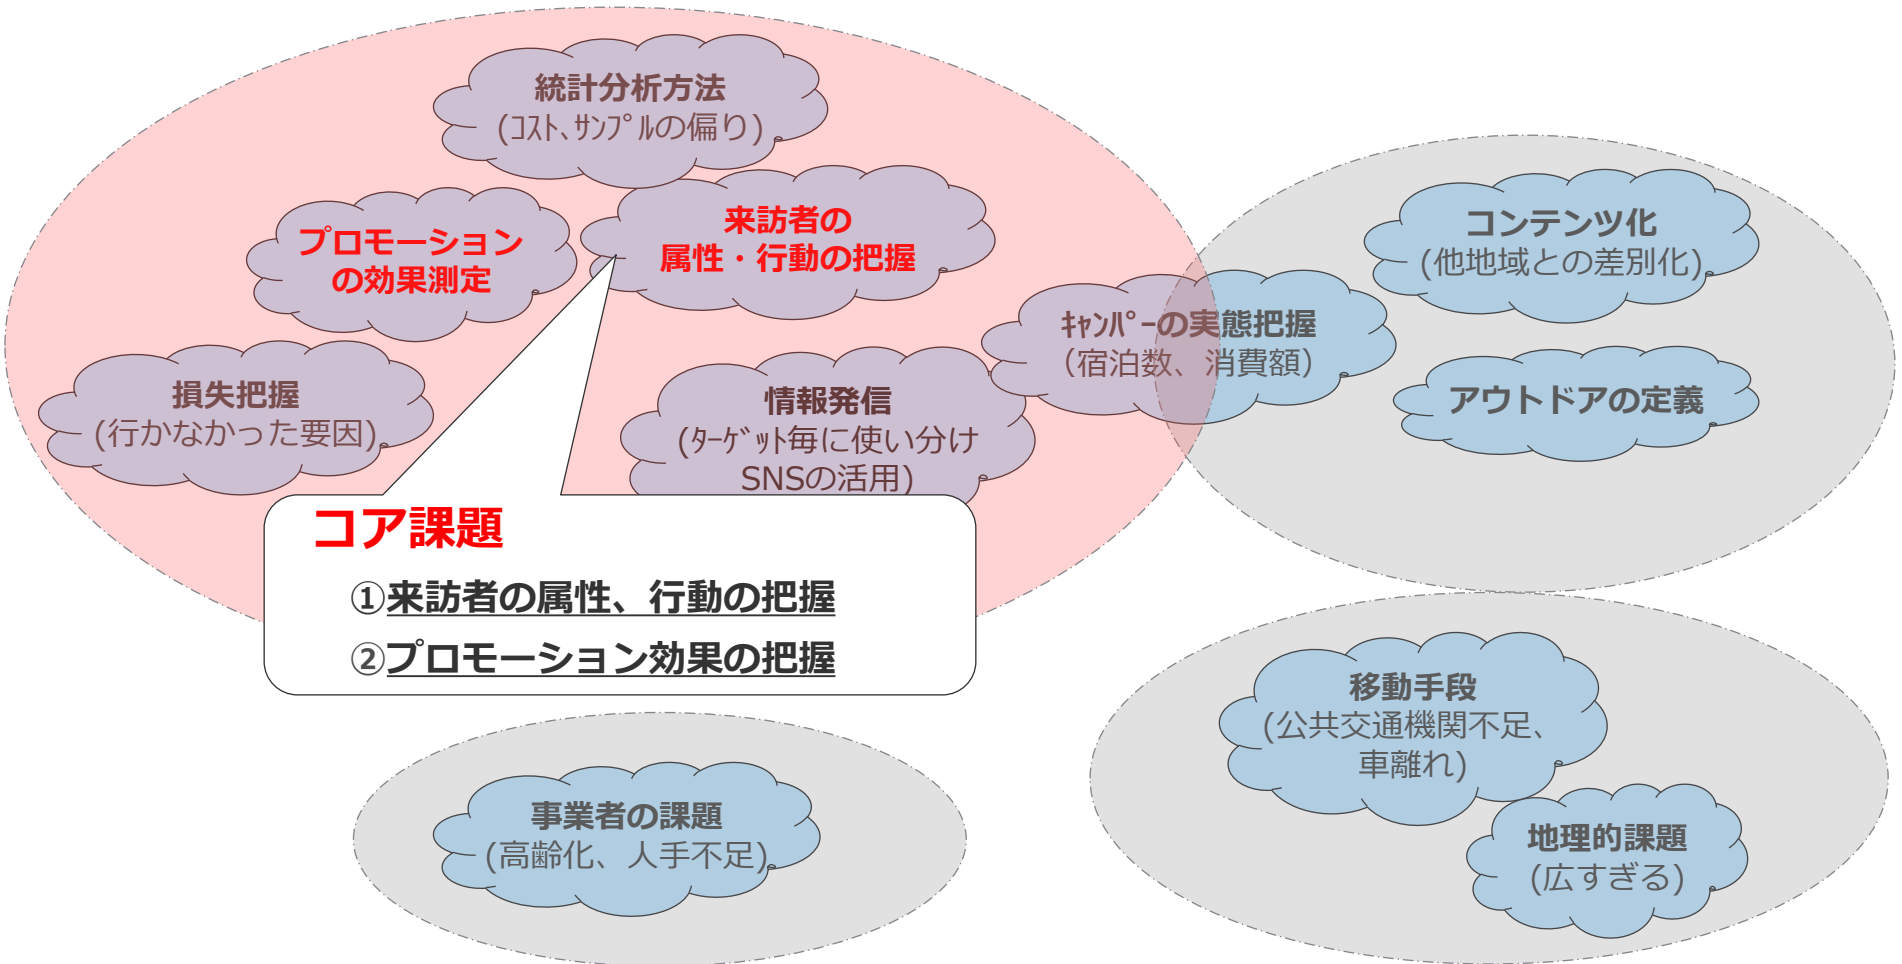 統計分析方法
(ｺｽﾄ､ｻﾝﾌﾟﾙの偏り)
来訪者の
属性・行動の把握
プロモーション
の効果測定
コンテンツ化
(他地域との差別化)
ｷｬﾝﾊﾟｰの実態把握
(宿泊数、消費額)
損失把握
(行かなかった要因)
情報発信
(ﾀｰｹﾞｯﾄ毎に使い分け
SNSの活用)
アウトドアの定義
コア課題
①来訪者の属性、行動の把握
②プロモーション効果の把握
移動手段
(公共交通機関不足、
車離れ)
事業者の課題
(高齢化、人手不足)
地理的課題
(広すぎる)